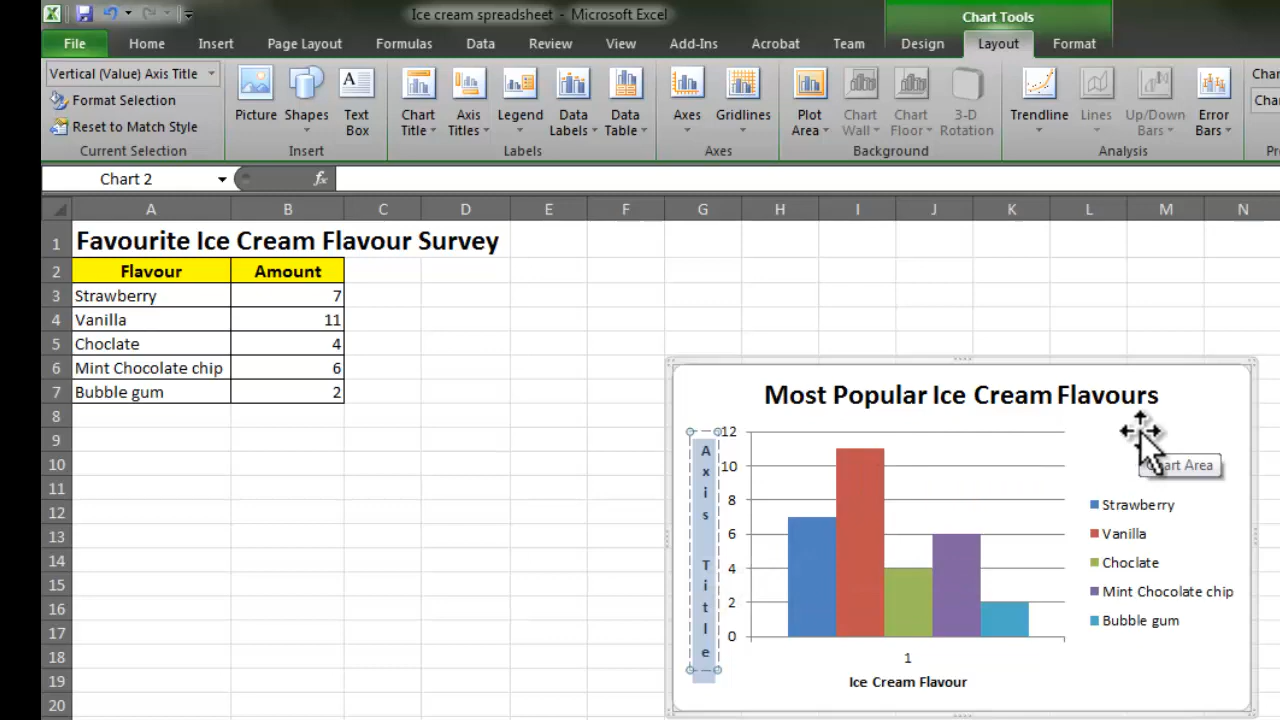 Ice cream spreadsheet - Microsoft Excel
Chart Tools
File Home Insert Page Layout Formulas Data Review View Add-Ins Acrobat Team Design Layout Format
Vertical (Value) Axis Title
Format Selection
Reset to Match Style
Current Selection
Picture Shapes Text Box
Insert
Chart Title Axis Titles Legend Data Labels Data Table
Labels
Axes Gridlines
Axes
Plot Area Chart Wall Chart Floor 3-D Rotation
Background
Trendline Lines Up/Down Bars Error Bars
Analysis
Chart 2 fx
A B C D E F G H I J K L M N
1 Favourite Ice Cream Flavour Survey
2 Flavour Amount
3 Strawberry 7
4 Vanilla 11
5 Choclate 4
6 Mint Chocolate chip 6
7 Bubble gum 2
8
9
10
11
12
13
14
15
16
17
18
19
20
Most Popular Ice Cream Flavours
Axis Title
12
10
8
6
4
2
0
1
Ice Cream Flavour
Chart Area
Strawberry
Vanilla
Choclate
Mint Chocolate chip
Bubble gum